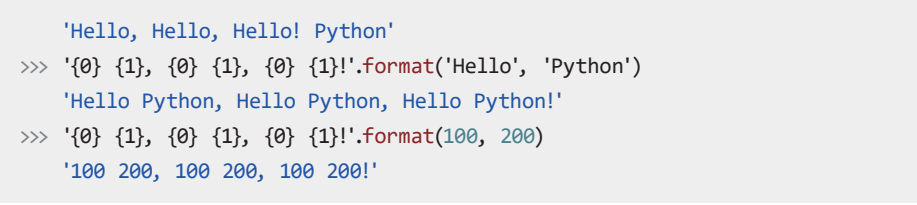 'Hello, Hello, Hello! Python'
>>> '{0} {1}, {0} {1}, {0} {1}!'.format('Hello', 'Python')
'Hello Python, Hello Python, Hello Python!'
>>> '{0} {1}, {0} {1}, {0} {1}!'.format(100, 200)
'100 200, 100 200, 100 200!'